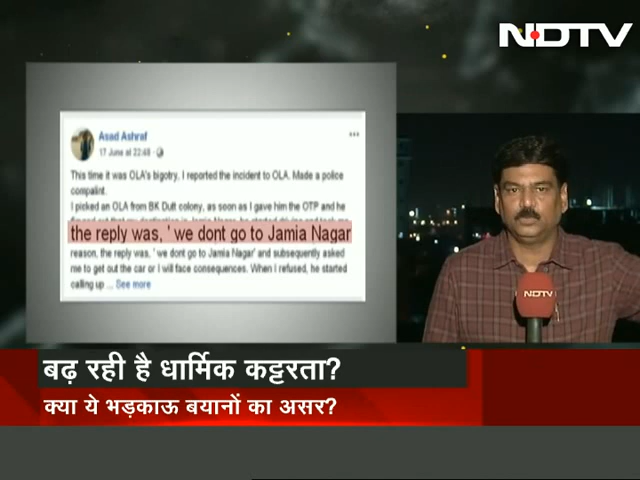 NDTV
Asad Ashraf
17 June at 22:48
This time it was OLA's bigotry. I reported the incident to OLA. Made a police
complaint.
I picked an OLA from BK Dutt colony, as soon as I gave him the OTP and he
the reply was, ' we dont go to Jamia Nagar
reason, the reply was, ' we dont go to Jamia Nagar' and subsequently asked
me to get out the car or I will face consequences. When I refused, he started
calling up ... See more
NDTV
बढ़ रही है धार्मिक कट्टरता?
क्या ये भड़काऊ बयानों का असर?